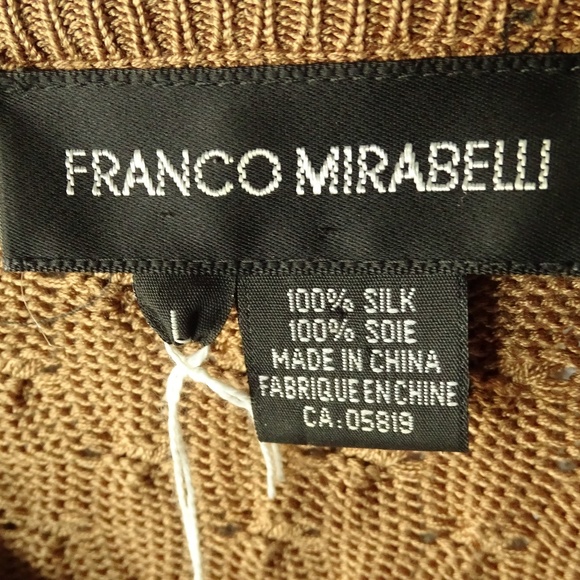 FRANCO MIRABELLI
L
100% SILK
100% SOIE
MADE IN CHINA
FABRIQUE EN CHINE
CA: 05819